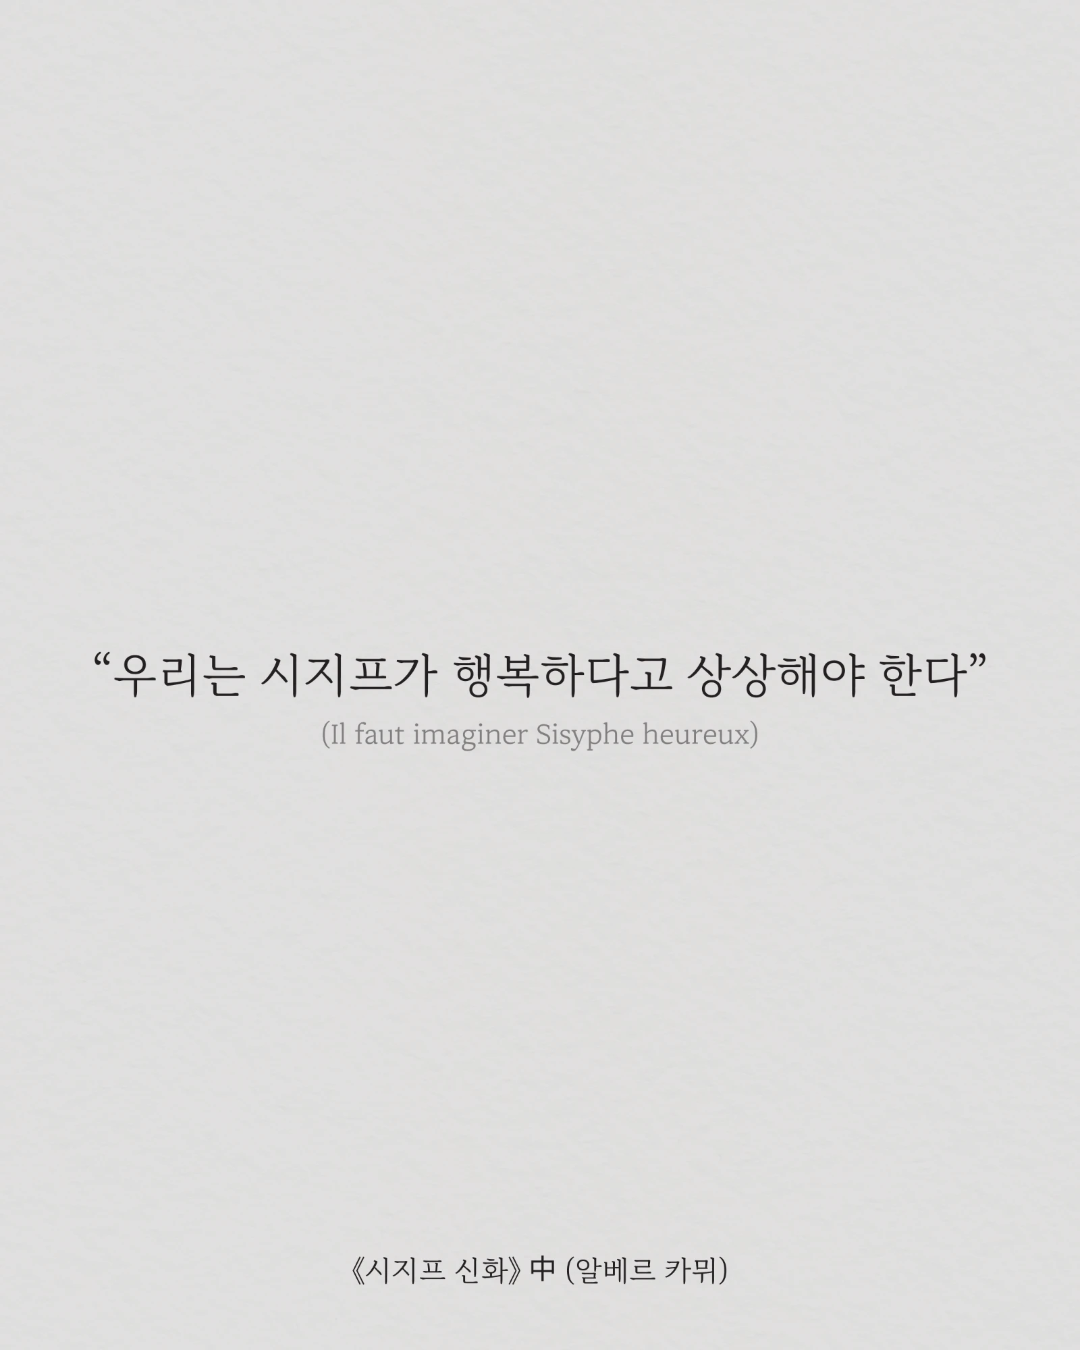 “우리는 시지프가 행복하다고 상상해야 한다”
(Il faut imaginer Sisyphe heureux)
《시지프 신화》 中 (알베르 카뮈)